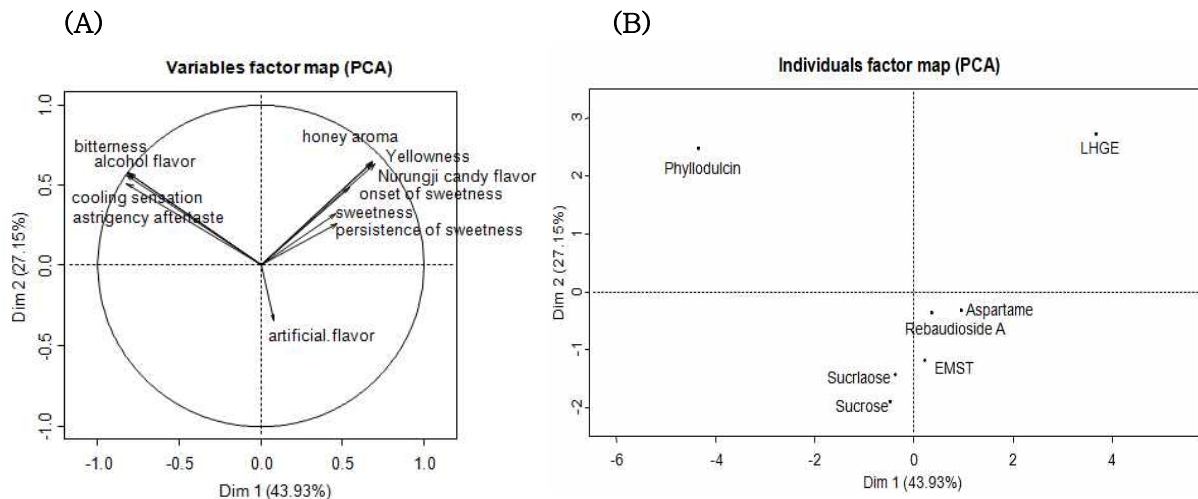 (A)
Variables factor map (PCA)
Dim 2 (27.15%)
1.0
0.5
0.0
-0.5
-1.0
bitterness
alcohol flavor
cooling sensation
astrigency aftertaste
honey aroma
Yellowness
Nurungji candy flavor
onset of sweetness
sweetness
persistence of sweetness
artificial.flavor
-1.0 -0.5 0.0 0.5 1.0
Dim 1 (43.93%)
(B)
Individuals factor map (PCA)
Dim 2 (27.15%)
3
2
1
0
-1
-2
Phyllodulcin
LHGE
Aspartame
Rebaudioside A
EMST
Sucrlaose
Sucrose
-6 -4 -2 0 2 4
Dim 1 (43.93%)